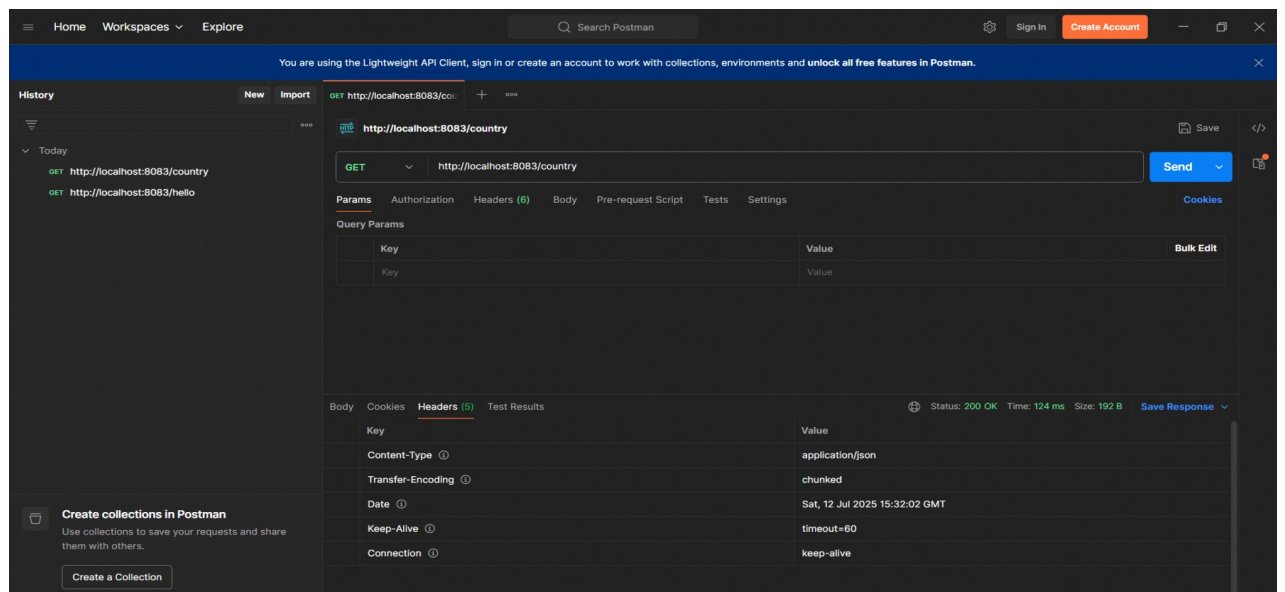 Home Workspaces Explore Search Postman Sign In Create Account
You are using the Lightweight API Client, sign in or create an account to work with collections, environments and unlock all free features in Postman.
History New Import GET http://localhost:8083/cou
HTTP http://localhost:8083/country Save
Today
GET http://localhost:8083/country
GET http://localhost:8083/hello
GET http://localhost:8083/country Send
Params Authorization Headers (6) Body Pre-request Script Tests Settings Cookies
Query Params
Key Value Bulk Edit
Key Value
Body Cookies Headers (5) Test Results Status: 200 OK Time: 124 ms Size: 192 B Save Response
Key Value
Content-Type application/json
Transfer-Encoding chunked
Date Sat, 12 Jul 2025 15:32:02 GMT
Keep-Alive timeout=60
Connection keep-alive
Create collections in Postman
Use collections to save your requests and share
them with others.
Create a Collection